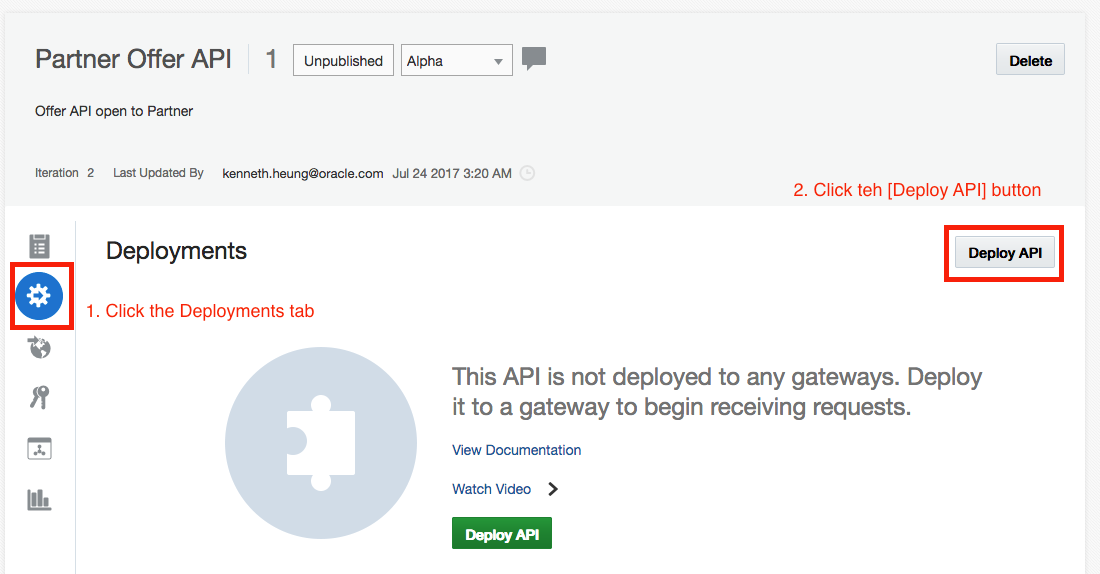 Partner Offer API 1 Unpublished Alpha Delete
Offer API open to Partner
Iteration 2 Last Updated By kenneth.heung@oracle.com Jul 24 2017 3:20 AM
2. Click teh [Deploy API] button
Deployments Deploy API
1. Click the Deployments tab
This API is not deployed to any gateways. Deploy
it to a gateway to begin receiving requests.
View Documentation
Watch Video
Deploy API